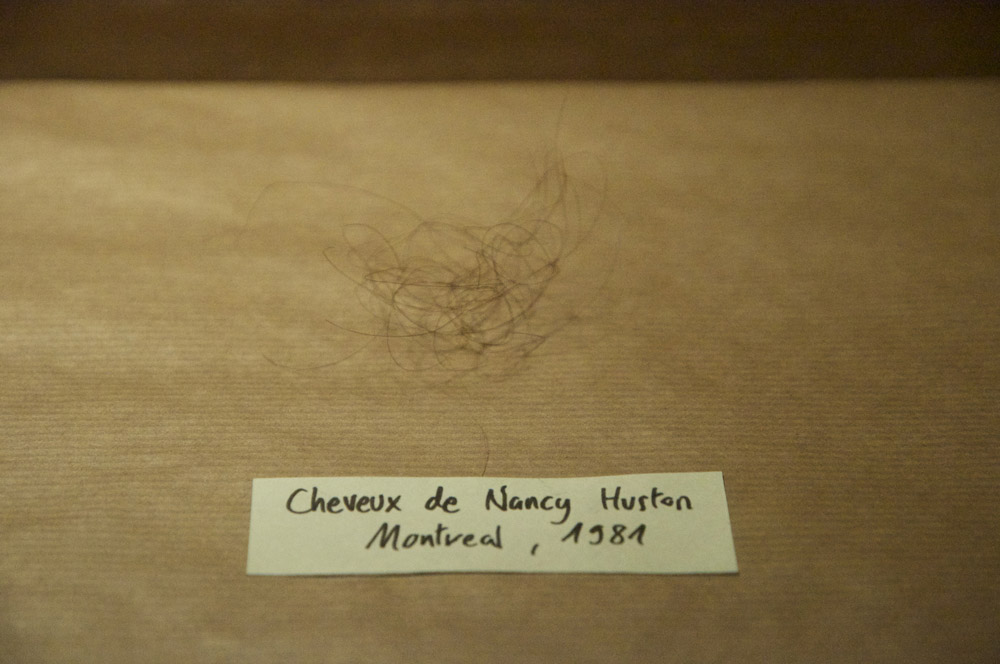 Cheveux de Nancy Huston
Montreal, 1981